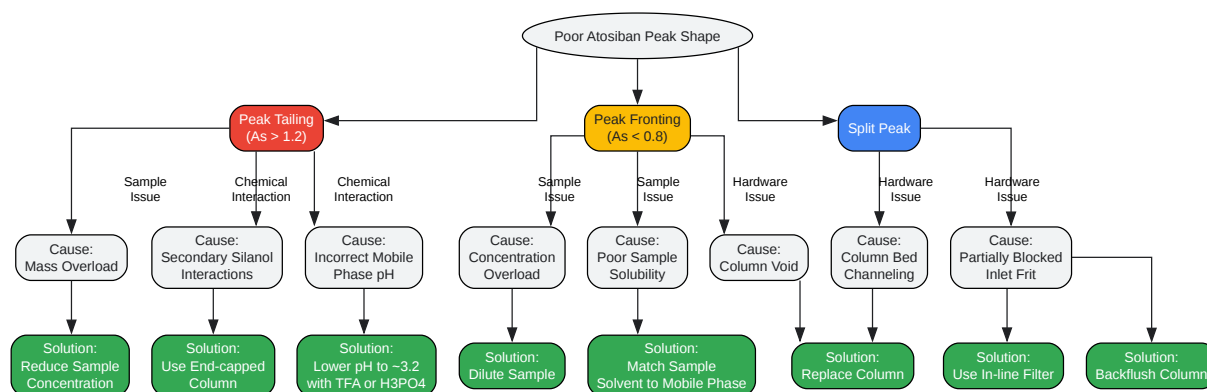 Poor Atosiban Peak Shape
Peak Tailing
(As > 1.2)
Peak Fronting
(As < 0.8)
Split Peak
Sample
Issue
Chemical
Interaction
Chemical
Interaction
Sample
Issue
Sample
Issue
Hardware
Issue
Hardware
Issue
Hardware
Issue
Cause:
Mass Overload
Cause:
Secondary Silanol
Interactions
Cause:
Incorrect Mobile
Phase pH
Cause:
Concentration
Overload
Cause:
Poor Sample
Solubility
Cause:
Column Void
Cause:
Column Bed
Channeling
Cause:
Partially Blocked
Inlet Frit
Solution:
Reduce Sample
Concentration
Solution:
Use End-capped
Column
Solution:
Lower pH to ~3.2
with TFA or H3PO4
Solution:
Dilute Sample
Solution:
Match Sample
Solvent to Mobile Phase
Solution:
Replace Column
Solution:
Use In-line Filter
Solution:
Backflush Column